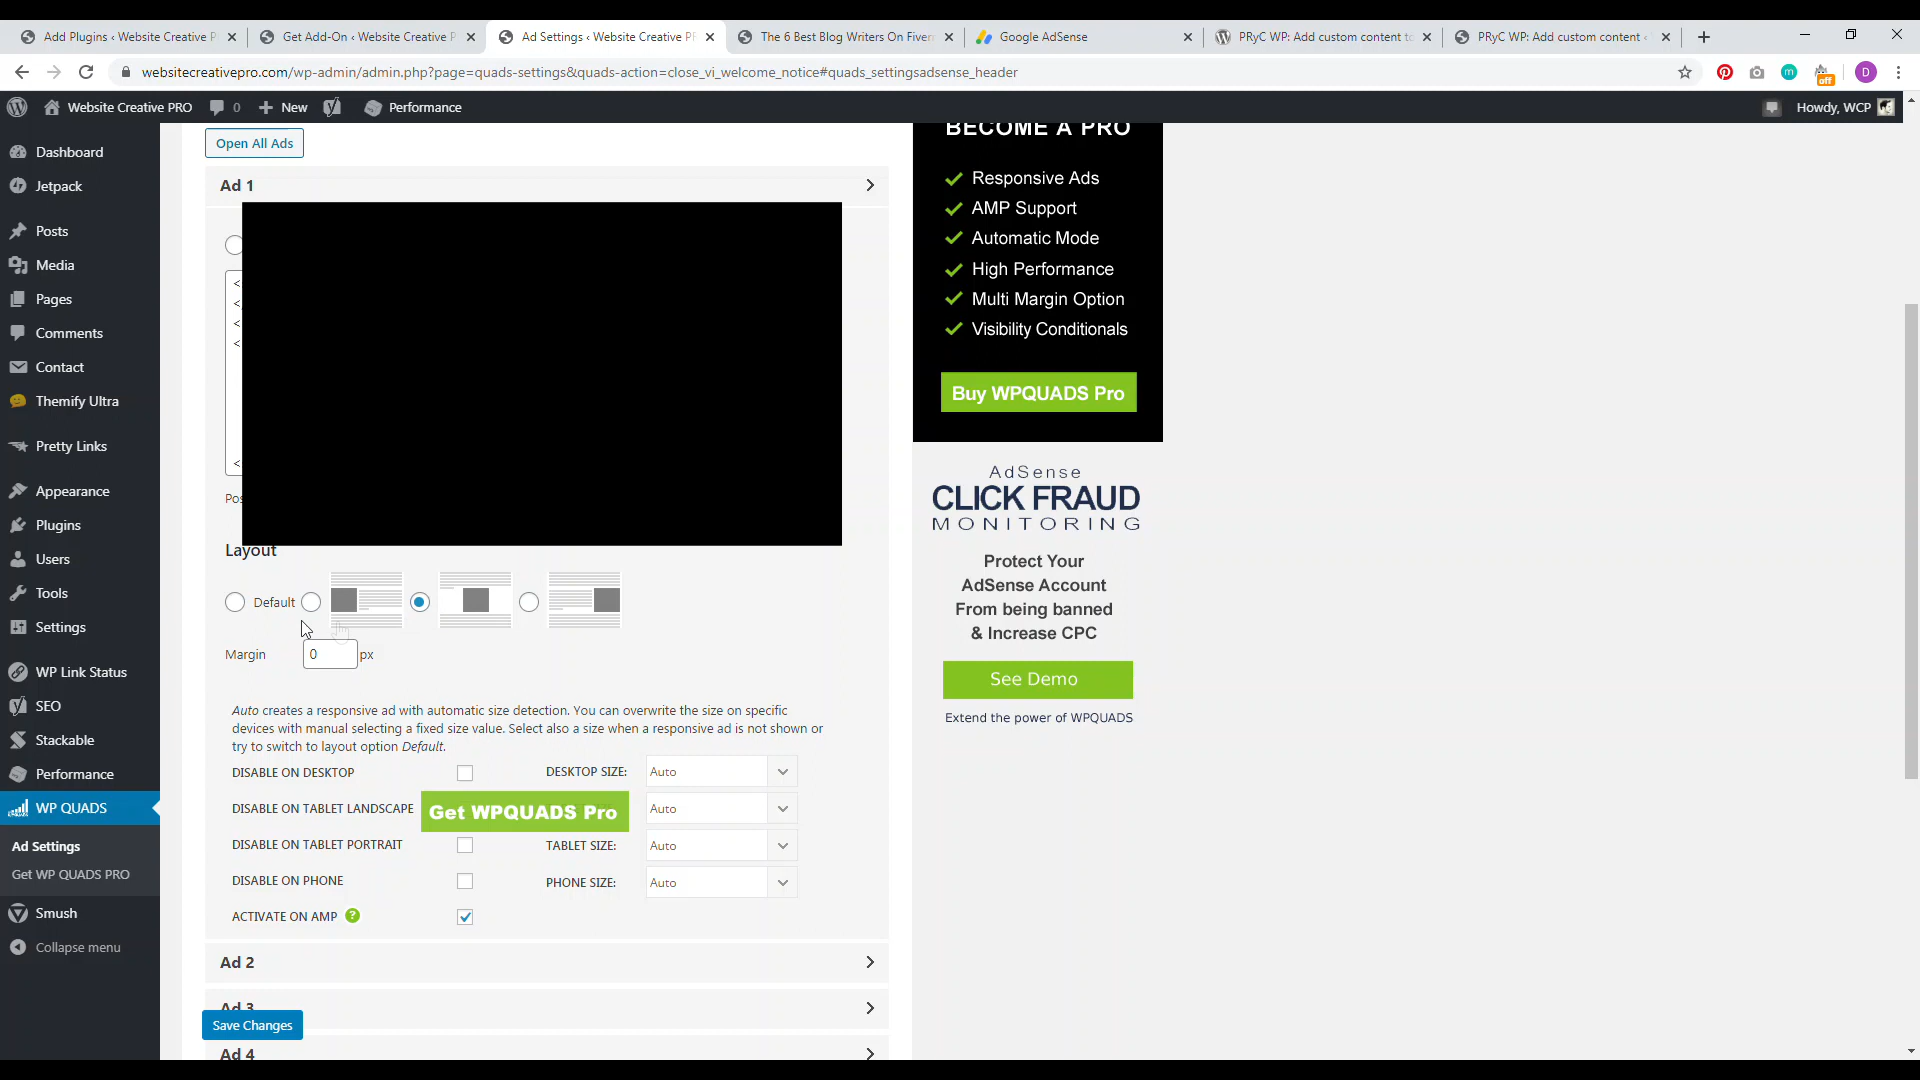 Add Plugins ‹ Website Creative P
Get Add-On ‹ Website Creative P
Ad Settings ‹ Website Creative PR
The 6 Best Blog Writers On Fiverr
Google AdSense
PRyC WP: Add custom content to
PRyC WP: Add custom content ‹
websitecreativepro.com/wp-admin/admin.php?page=quads-settings&quads-action=close_vi_welcome_notice#quads_settingsadsense_header
off
D
Website Creative PRO
0
New
Performance
Howdy, WCP
Dashboard
Jetpack
Posts
Media
Pages
Comments
Contact
Themify Ultra
Pretty Links
Appearance
Plugins
Users
Tools
Settings
WP Link Status
SEO
Stackable
Performance
WP QUADS
Ad Settings
Get WP QUADS PRO
Smush
Collapse menu
Open All Ads
Ad 1
<
<
<
<
<
Layout
Default
Margin
0
px
Auto creates a responsive ad with automatic size detection. You can overwrite the size on specific
devices with manual selecting a fixed size value. Select also a size when a responsive ad is not shown or
try to switch to layout option Default.
DISABLE ON DESKTOP
DESKTOP SIZE:
Auto
DISABLE ON TABLET LANDSCAPE
Get WPQUADS Pro
Auto
DISABLE ON TABLET PORTRAIT
TABLET SIZE:
Auto
DISABLE ON PHONE
PHONE SIZE:
Auto
ACTIVATE ON AMP
?
Ad 2
Ad 3
Save Changes
Ad 4
BECOME A PRO
Responsive Ads
AMP Support
Automatic Mode
High Performance
Multi Margin Option
Visibility Conditionals
Buy WPQUADS Pro
AdSense
CLICK FRAUD
MONITORING
Protect Your
AdSense Account
From being banned
& Increase CPC
See Demo
Extend the power of WPQUADS